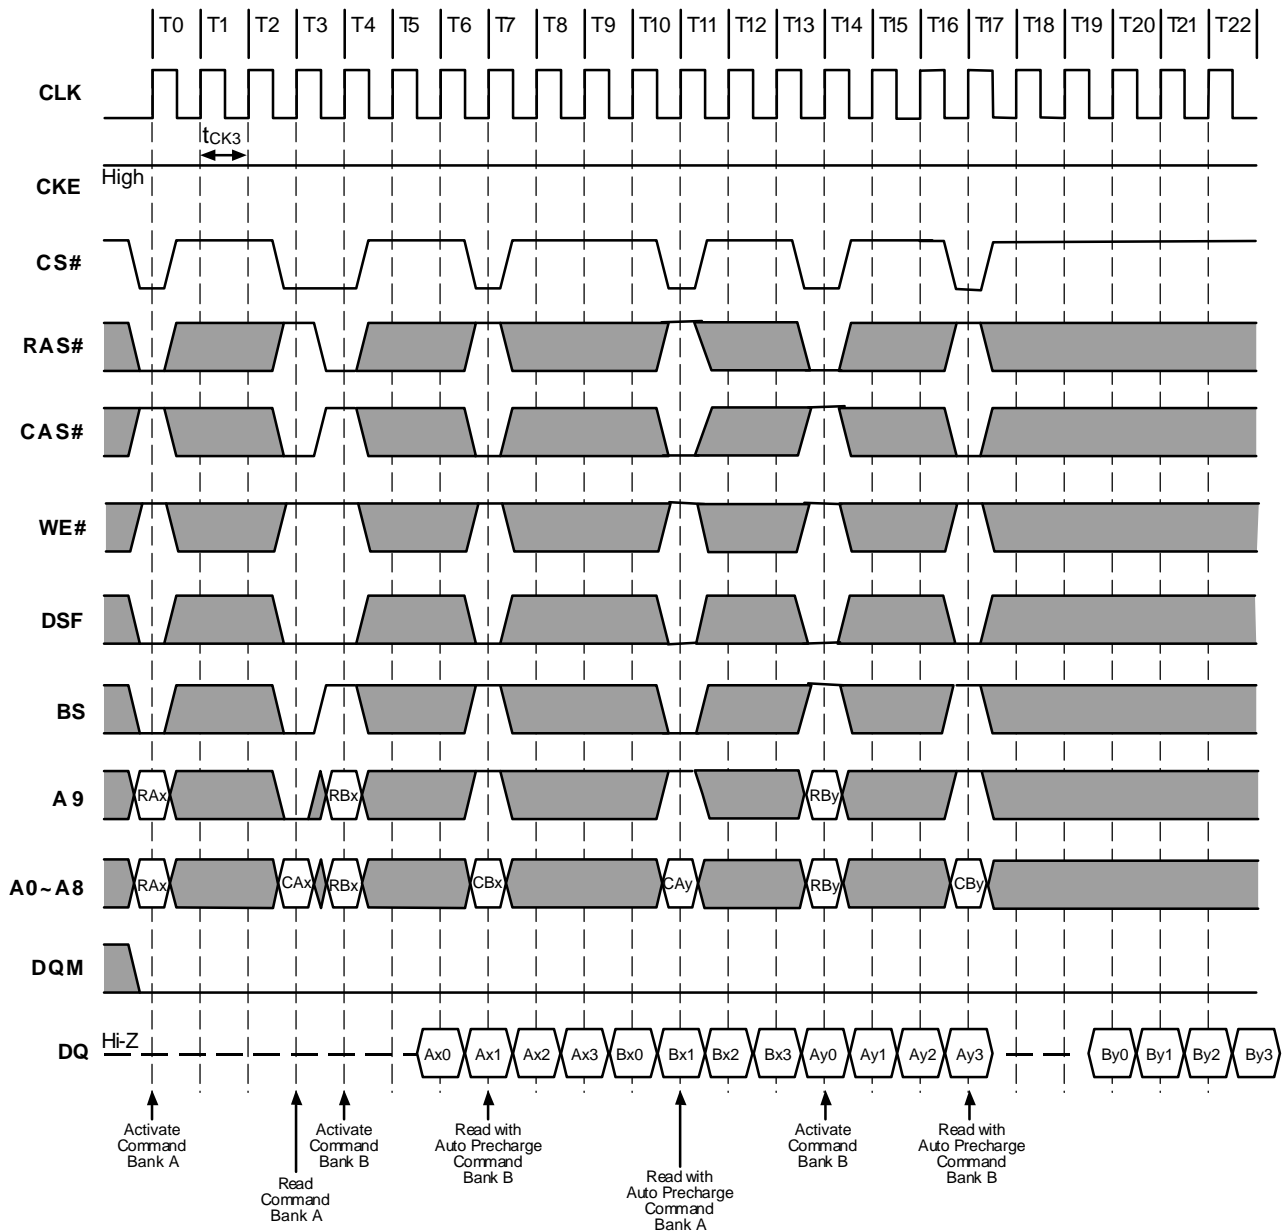 T0 T1 T2 T3 T4 T5 T6 T7 T8 T9 T10 T11 T12 T13 T14 T15 T16 T17 T18 T19 T20 T21 T22
CLK
tCK3
High
CKE
CS#
RAS#
CAS#
WE#
DSF
BS
A9 RAx RBx RBy
A0~A8 RAx CAx RBx CBx CAy RBy CBy
DQM
Hi-Z
DQ Ax0 Ax1 Ax2 Ax3 Bx0 Bx1 Bx2 Bx3 Ay0 Ay1 Ay2 Ay3 By0 By1 By2 By3
Activate
Command
Bank A
Read
Command
Bank A
Activate
Command
Bank B
Read with
Auto Precharge
Command
Bank B
Read with
Auto Precharge
Command
Bank A
Activate
Command
Bank B
Read with
Auto Precharge
Command
Bank B